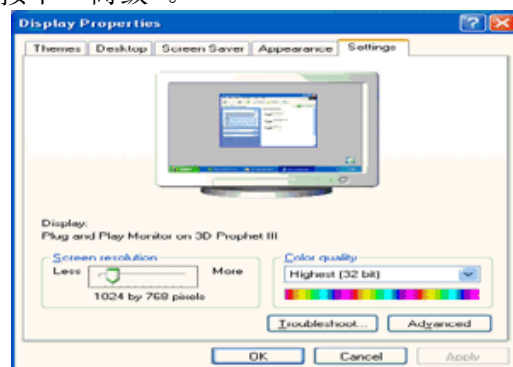 Display Properties
Themes Desktop Screen Saver Appearance Settings
Display:
Plug and Play Monitor on 3D Prophet III
Screen resolution
Less More
1024 by 768 pixels
Color quality
Highest (32 bit)
Troubleshoot... Advanced
OK Cancel Apply